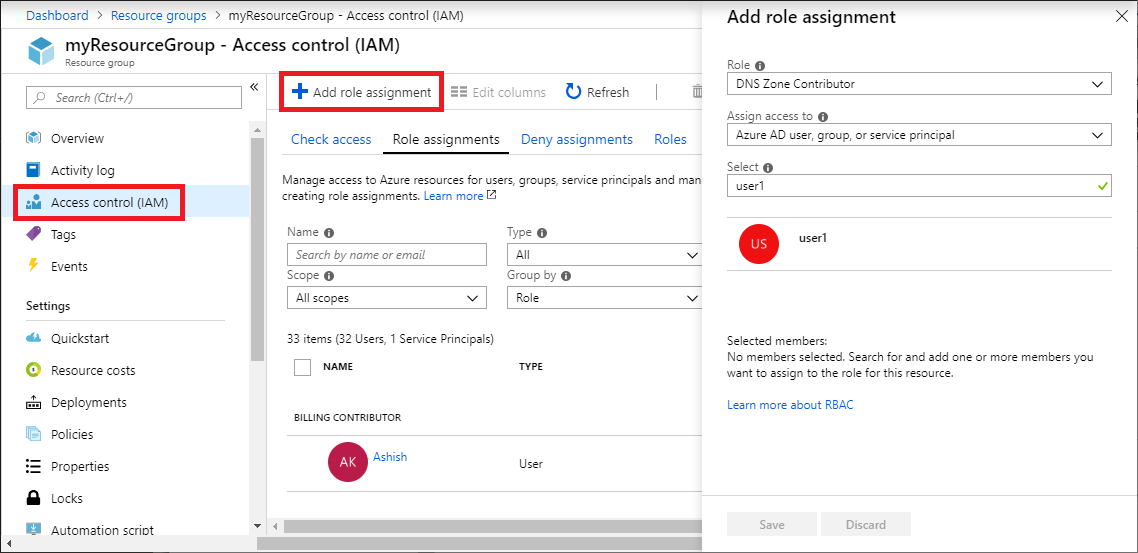 Dashboard > Resource groups > myResourceGroup - Access control (IAM)
myResourceGroup - Access control (IAM)
Resource group
Search (Ctrl+/)
Overview
Activity log
Access control (IAM)
Tags
Events
Settings
Quickstart
Resource costs
Deployments
Policies
Properties
Locks
Automation script
Add role assignment
Edit columns
Refresh
Check access
Role assignments
Deny assignments
Roles
Manage access to Azure resources for users, groups, service principals and man
creating role assignments. Learn more
Name
Type
Search by name or email
All
Scope
Group by
All scopes
Role
33 items (32 Users, 1 Service Principals)
NAME
TYPE
BILLING CONTRIBUTOR
AK
Ashish
User
Add role assignment
Role
DNS Zone Contributor
Assign access to
Azure AD user, group, or service principal
Select
user1
US
user1
Selected members:
No members selected. Search for and add one or more members you
want to assign to the role for this resource.
Learn more about RBAC
Save
Discard